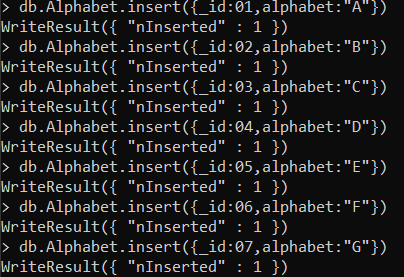 > db.Alphabet.insert({_id:01,alphabet:"A"})
WriteResult({ "nInserted" : 1 })
> db.Alphabet.insert({_id:02,alphabet:"B"})
WriteResult({ "nInserted" : 1 })
> db.Alphabet.insert({_id:03,alphabet:"C"})
WriteResult({ "nInserted" : 1 })
> db.Alphabet.insert({_id:04,alphabet:"D"})
WriteResult({ "nInserted" : 1 })
> db.Alphabet.insert({_id:05,alphabet:"E"})
WriteResult({ "nInserted" : 1 })
> db.Alphabet.insert({_id:06,alphabet:"F"})
WriteResult({ "nInserted" : 1 })
> db.Alphabet.insert({_id:07,alphabet:"G"})
WriteResult({ "nInserted" : 1 })